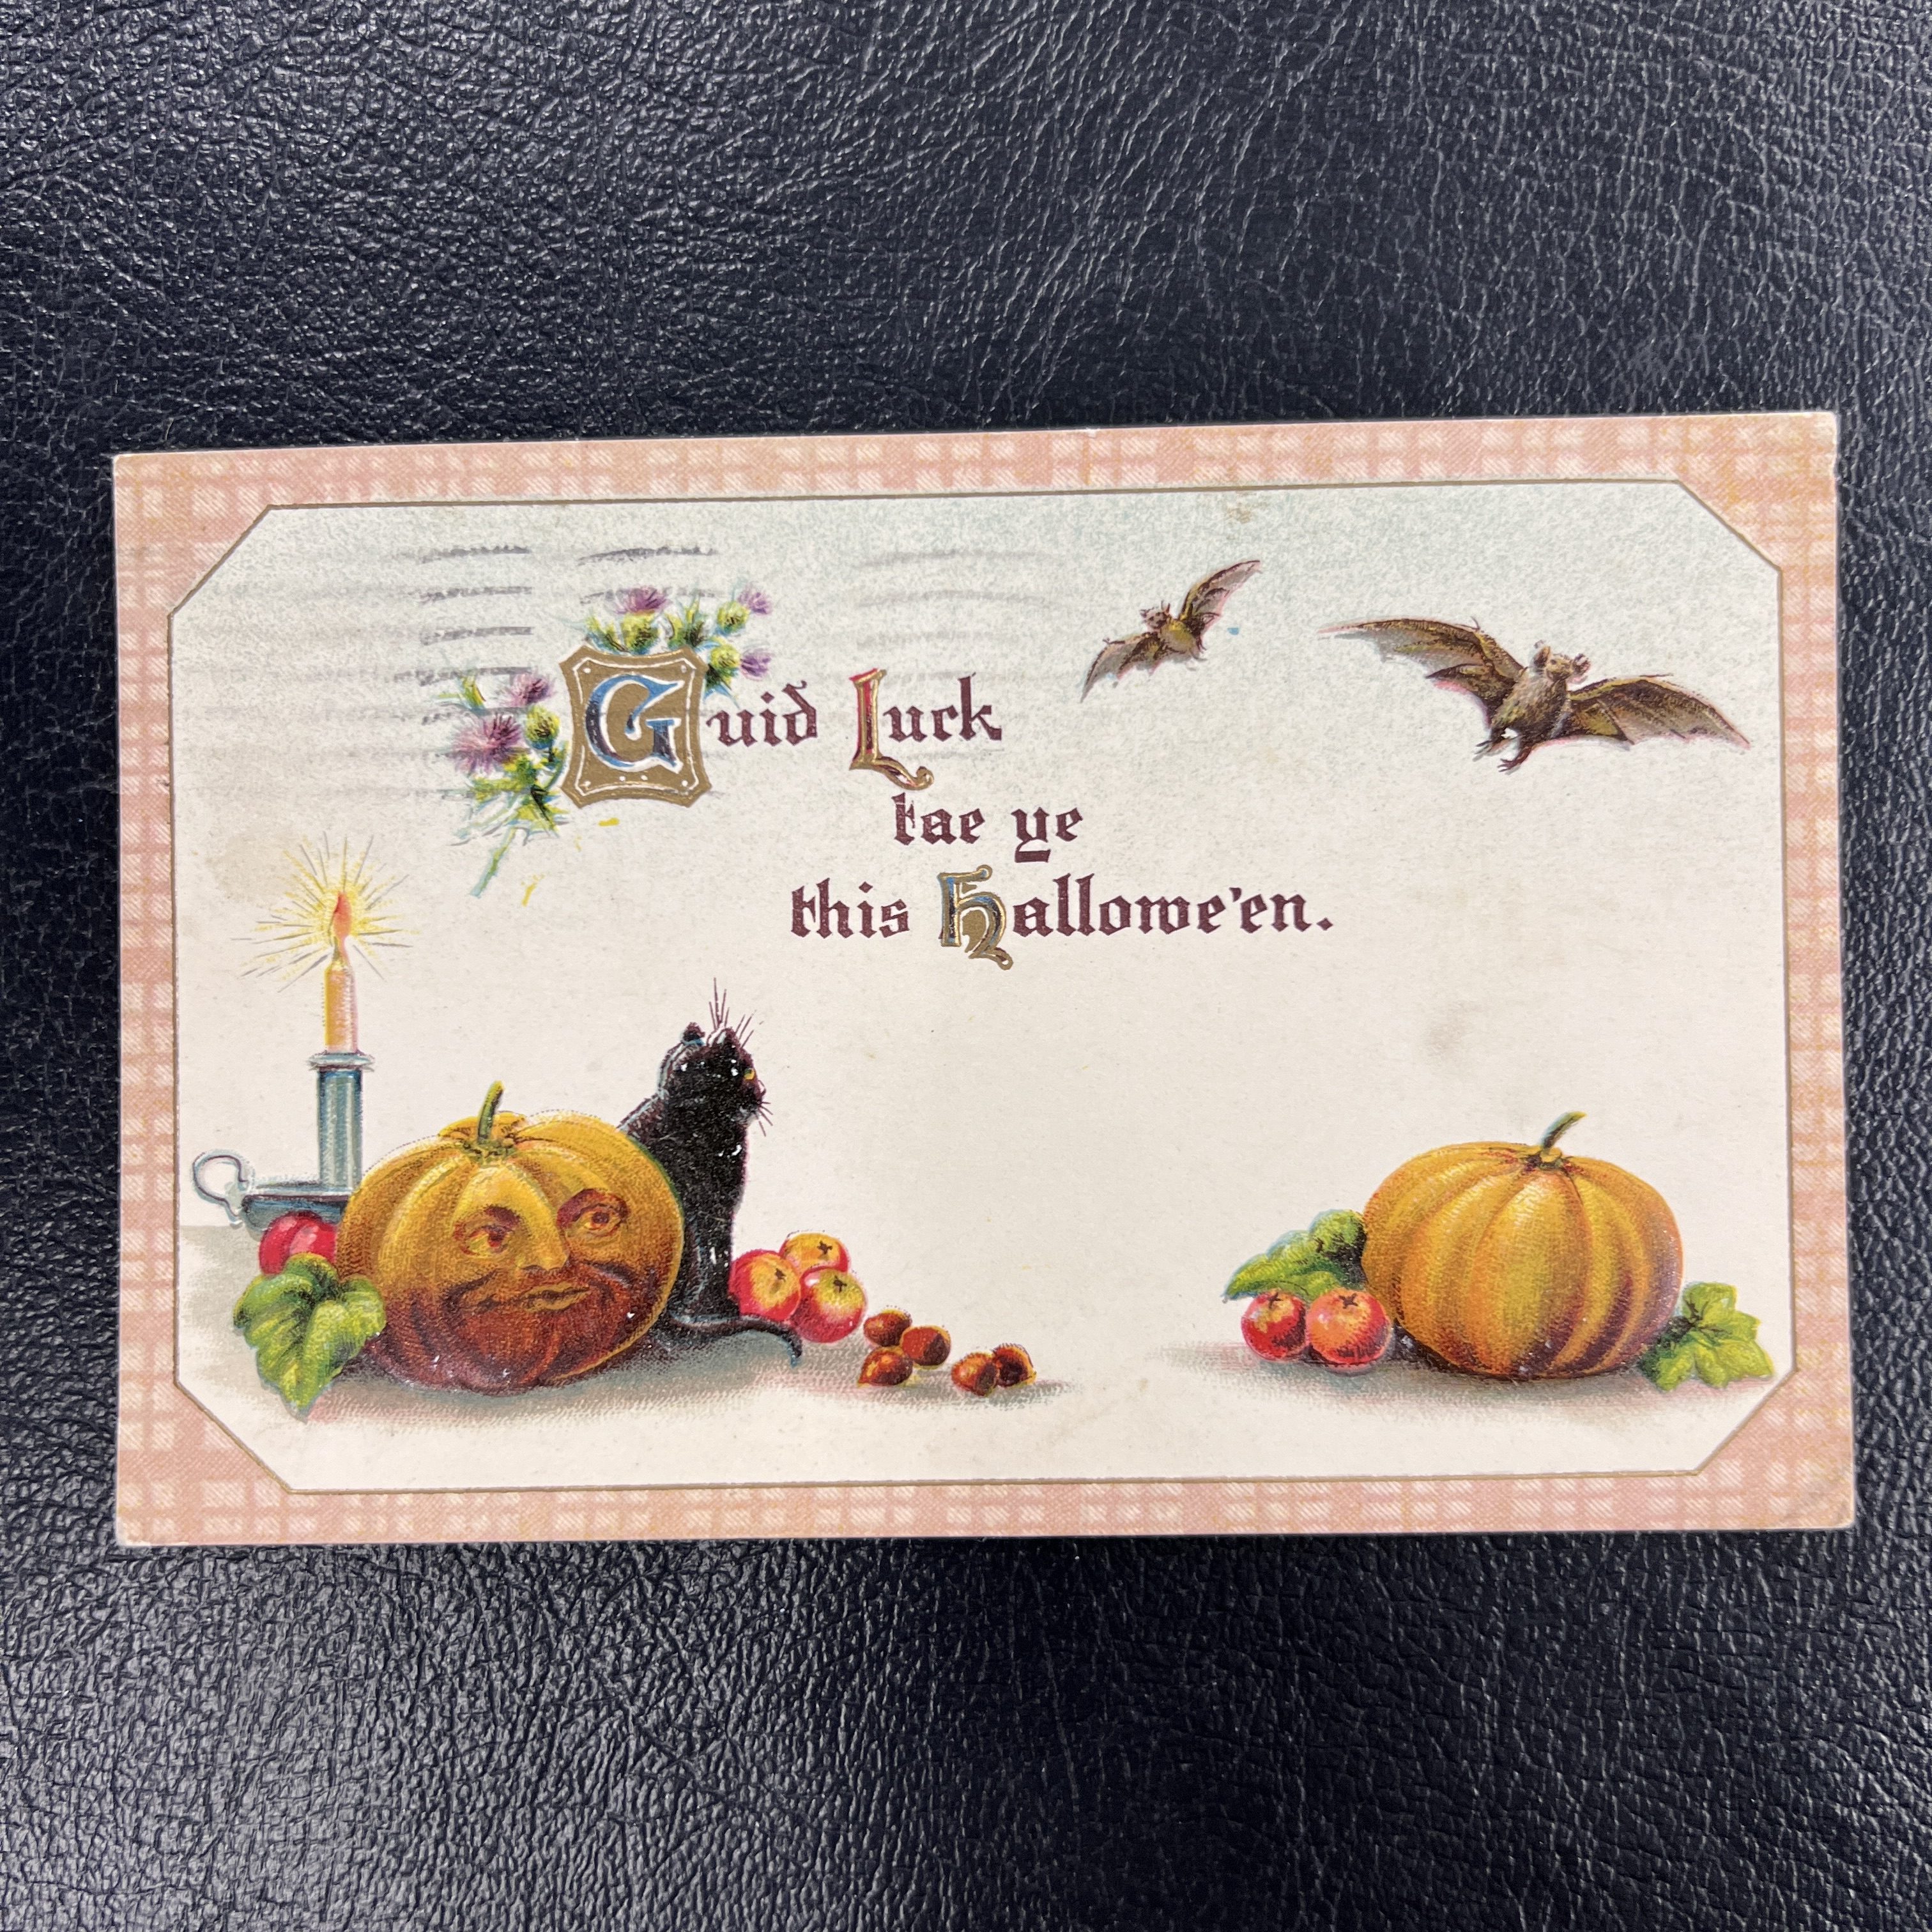 Guid Luck
tae ye
this Hallowe'en.